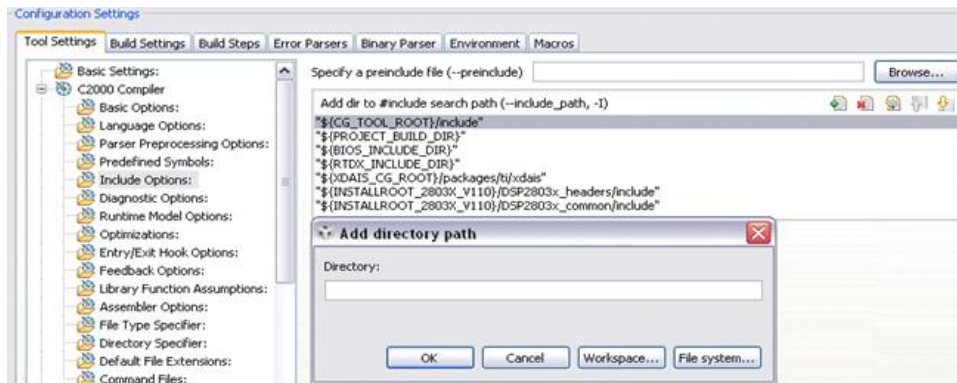 Configuration Settings
Tool Settings Build Settings Build Steps Error Parsers Binary Parser Environment Macros
Basic Settings:
C2000 Compiler
Basic Options:
Language Options:
Parser Preprocessing Options:
Predefined Symbols:
Include Options:
Diagnostic Options:
Runtime Model Options:
Optimizations:
Entry/Exit Hook Options:
Feedback Options:
Library Function Assumptions:
Assembler Options:
File Type Specifier:
Directory Specifier:
Default File Extensions:
Command Files:
Specify a preinclude file (--preinclude) Browse...
Add dir to #include search path (--include_path, -I)
"${CG_TOOL_ROOT}/include"
"${PROJECT_BUILD_DIR}"
"${BIOS_INCLUDE_DIR}"
"${RTDX_INCLUDE_DIR}"
"${XDAIS_CG_ROOT}/packages/ti/xdais"
"${INSTALLROOT_2803X_V110}/DSP2803x_headers/include"
"${INSTALLROOT_2803X_V110}/DSP2803x_common/include"
Add directory path
Directory:
OK Cancel Workspace... File system...